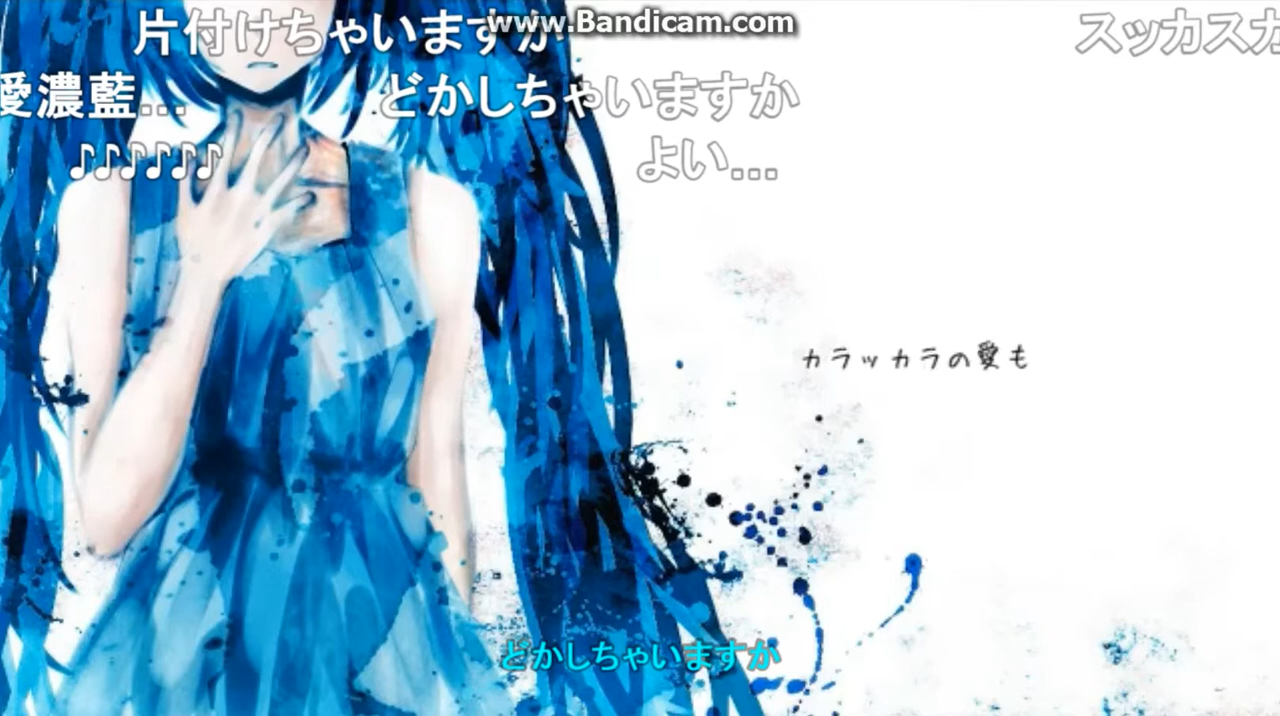 www.Bandicam.com
片付けちゃいますか
スッカスカ
愛濃藍…
どかしちゃいますか
♪♪♪♪♪♪
よい…
カラッカラの愛も
どかしちゃいますか